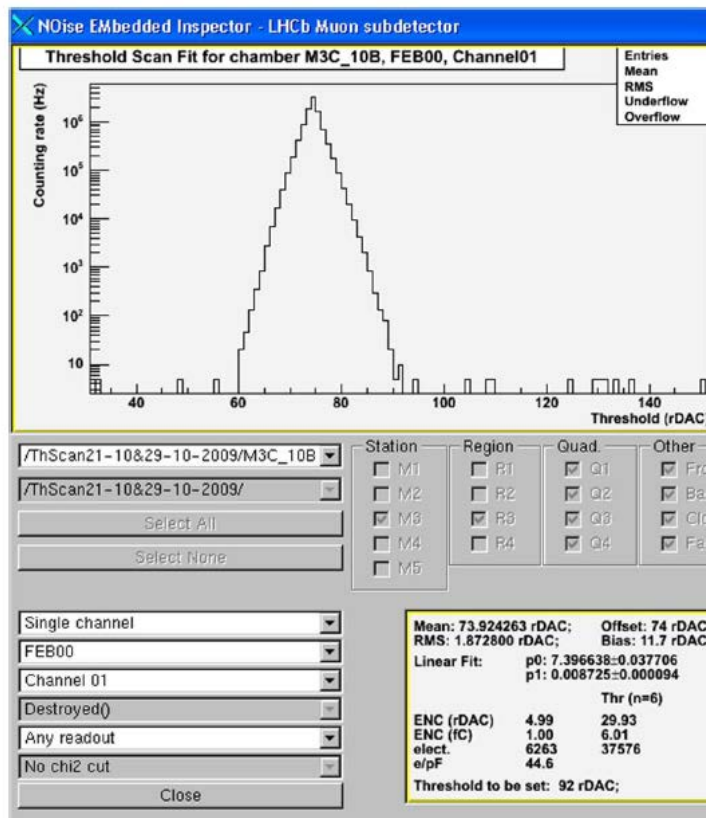 NOise EMbedded Inspector - LHCb Muon subdetector
Threshold Scan Fit for chamber M3C_10B, FEB00, Channel01
Entries
Mean
RMS
Underflow
Overflow
Counting rate (Hz)
10⁶
10⁵
10⁴
10³
10²
10
40 60 80 100 120 140
Threshold (rDAC)
/ThScan21-10&29-10-2009/M3C_10B
/ThScan21-10&29-10-2009/
Select All
Select None
Station
M1
M2
M3
M4
M5
Region
R1
R2
R3
R4
Quad.
Q1
Q2
Q3
Q4
Other
Fro
Ba
Clo
Fa
Single channel
FEB00
Channel 01
Destroyed()
Any readout
No chi2 cut
Close
Mean: 73.924263 rDAC; Offset: 74 rDAC
RMS: 1.872800 rDAC; Bias: 11.7 rDAC
Linear Fit: p0: 7.396638±0.037706
p1: 0.008725±0.000094
Thr (n=6)
ENC (rDAC) 4.99 29.93
ENC (fC) 1.00 6.01
elect. 6263 37576
e/pF 44.6
Threshold to be set: 92 rDAC;